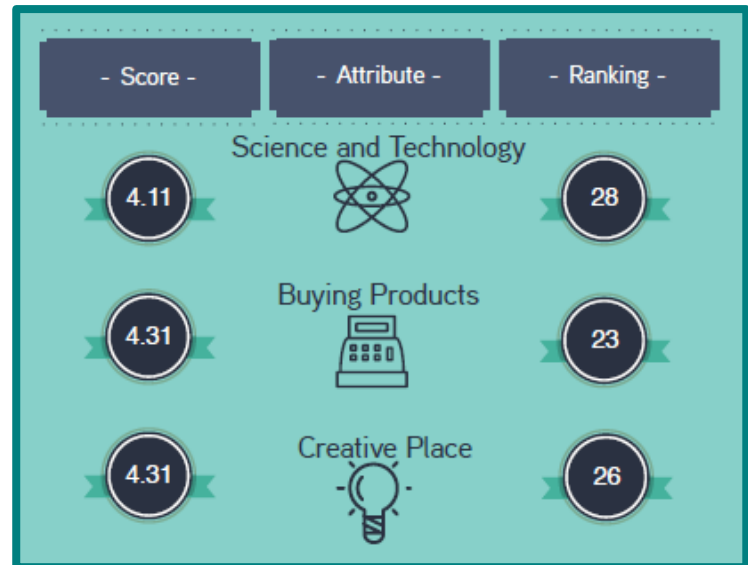 - Score -
- Attribute -
- Ranking -
Science and Technology
4.11
28
Buying Products
4.31
23
Creative Place
4.31
26